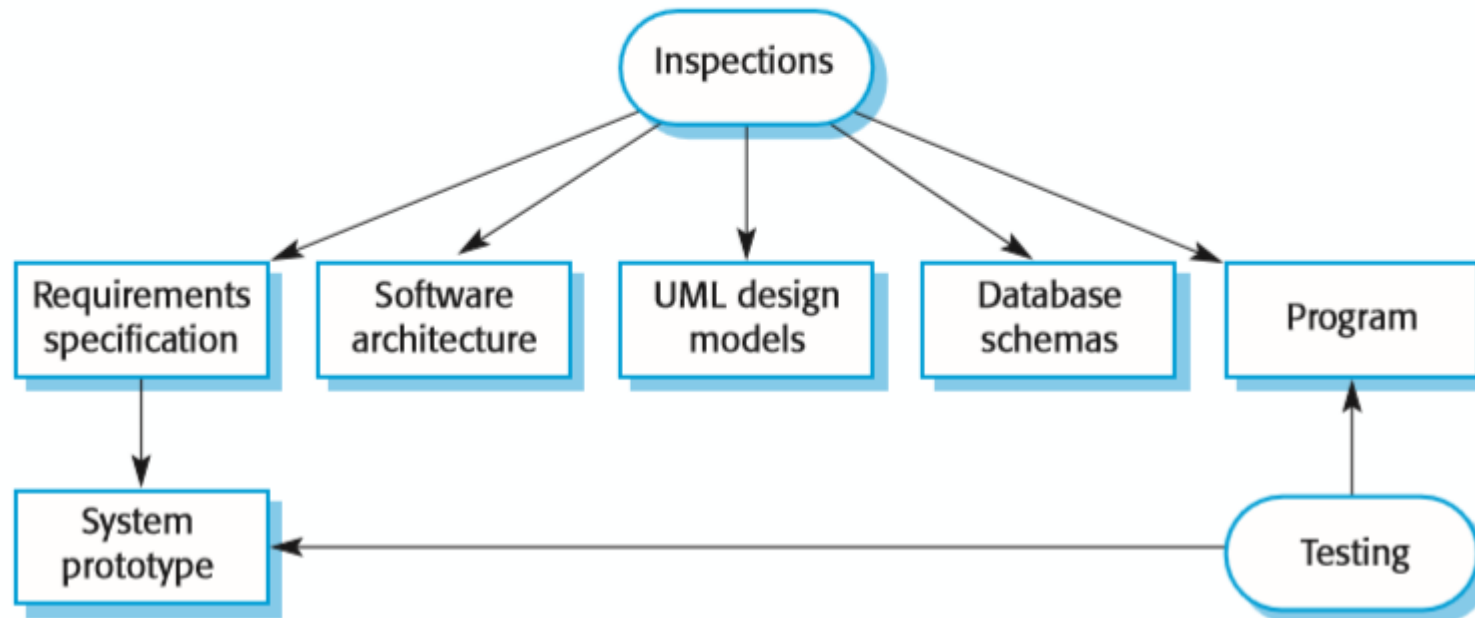 Inspections
Requirements
specification
Software
architecture
UML design
models
Database
schemas
Program
System
prototype
Testing